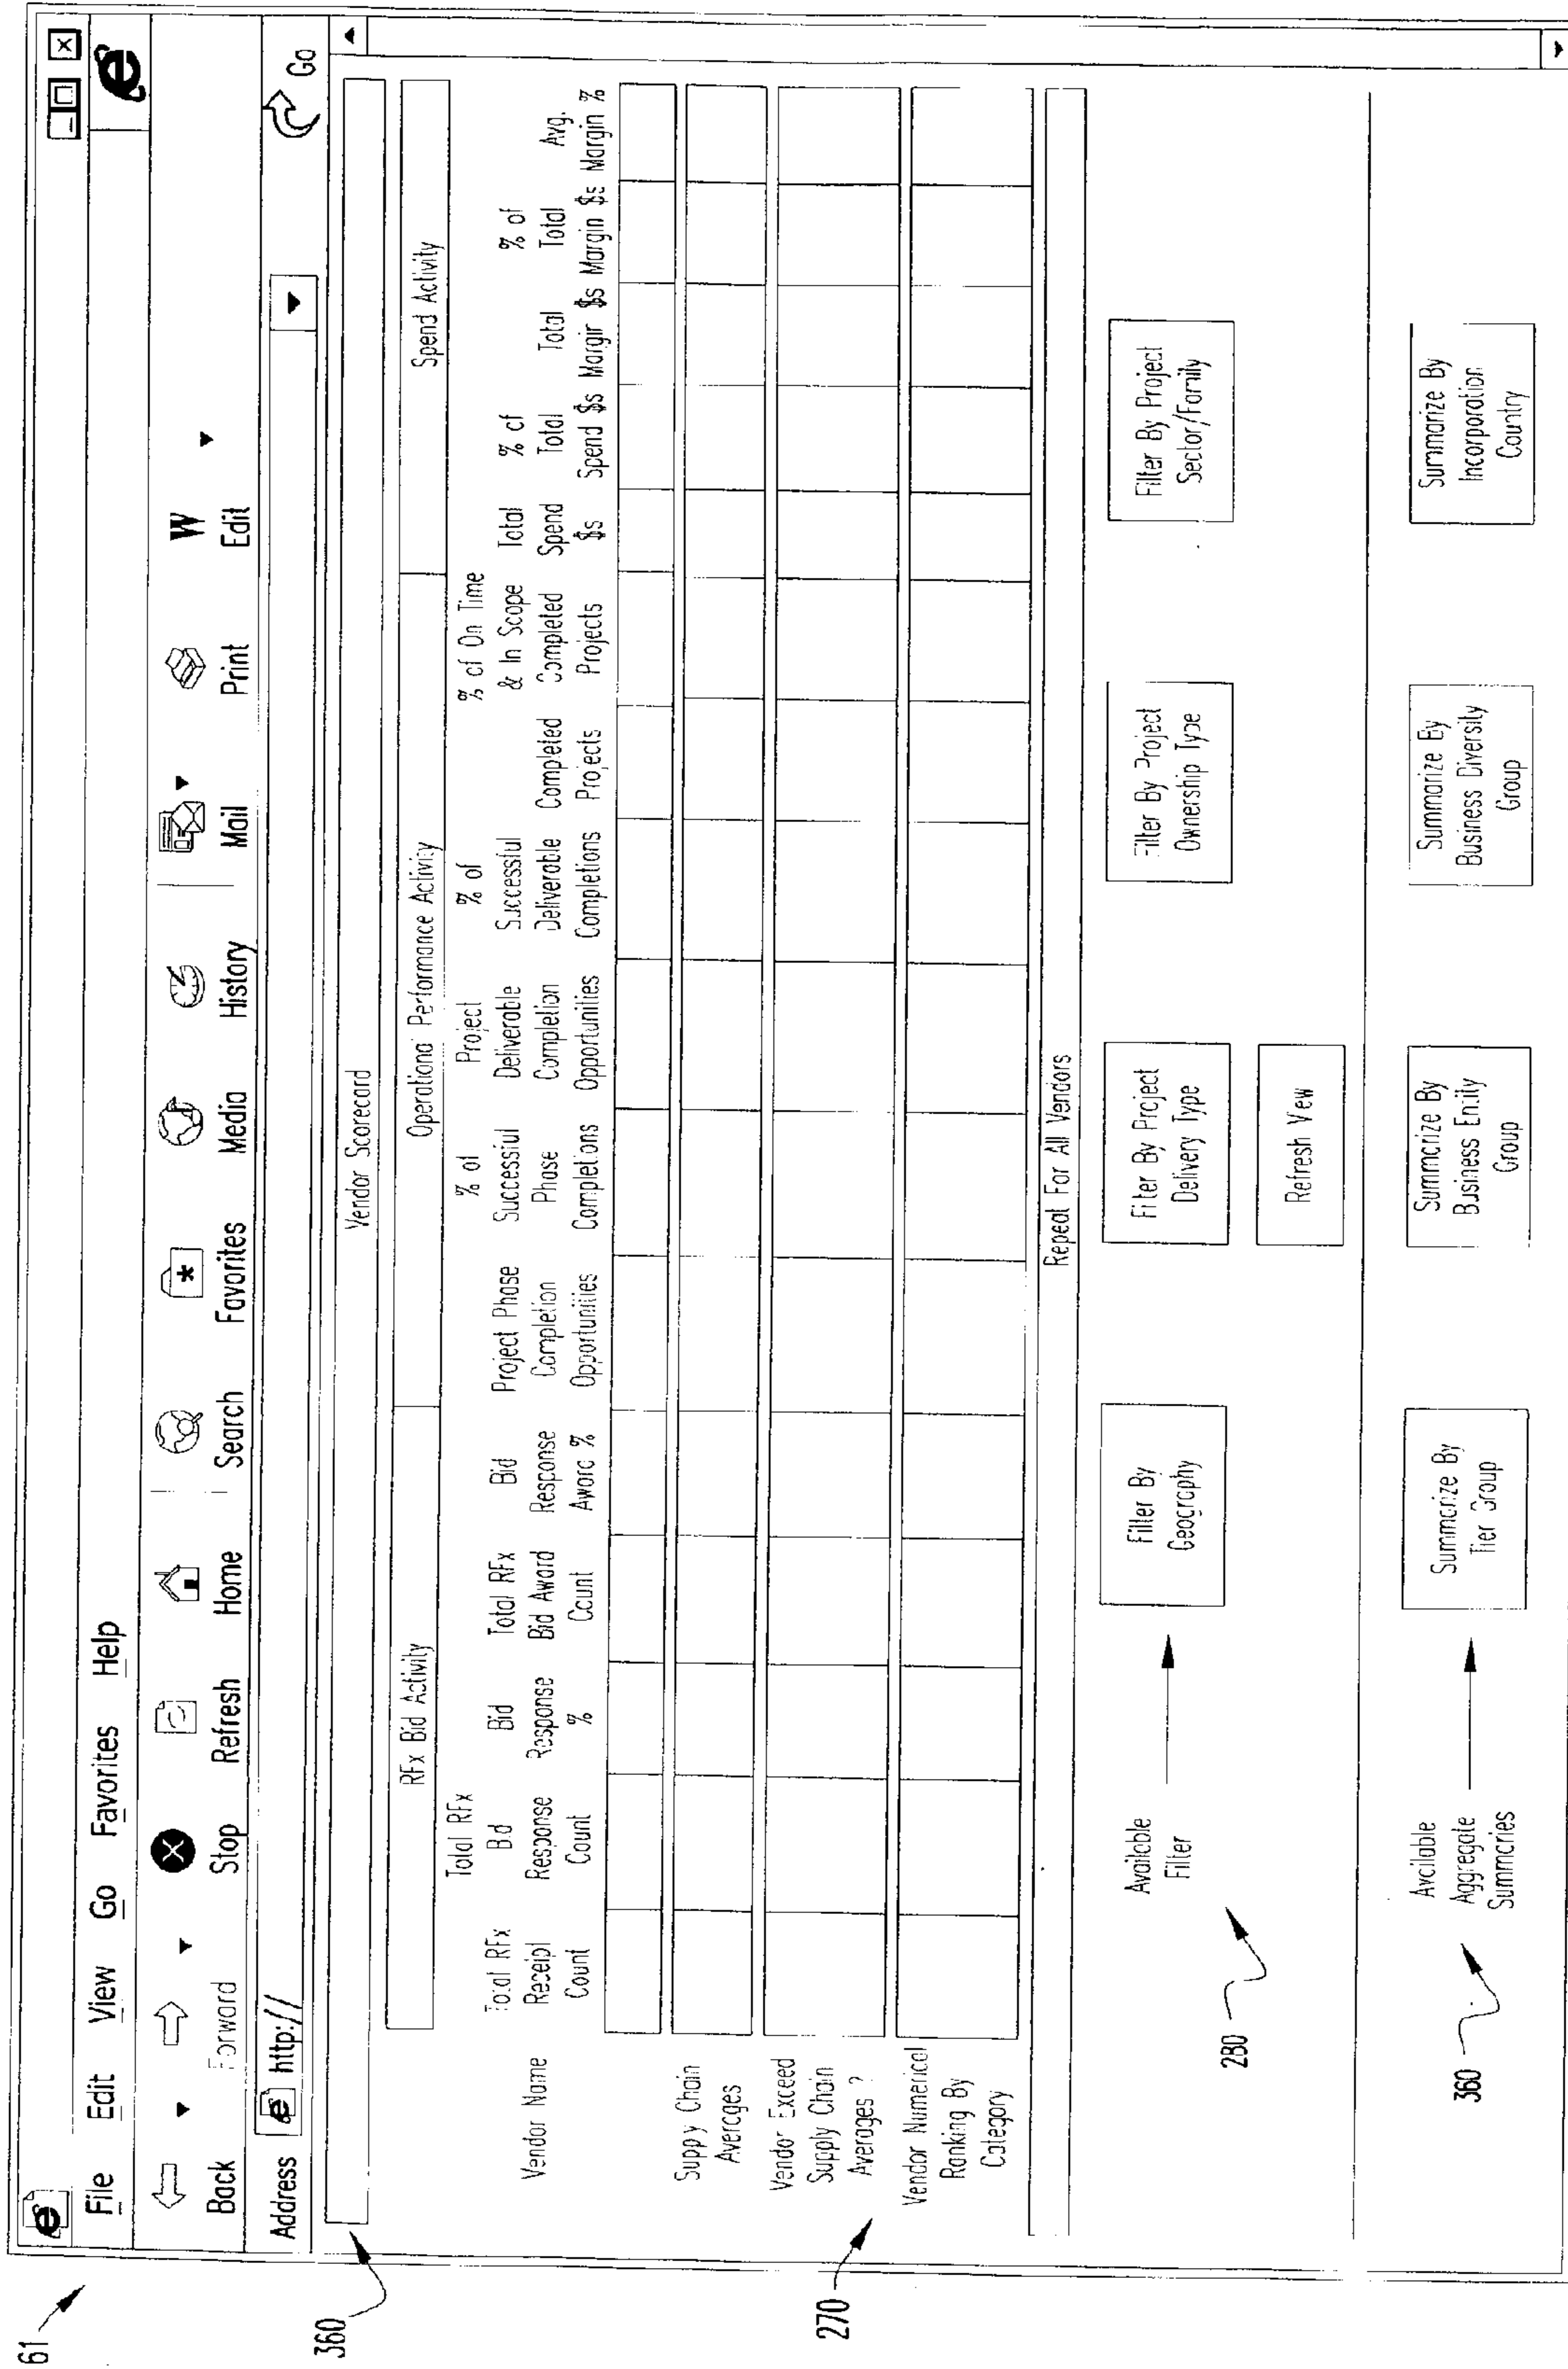 61
File Edit View Go Favorites Help
Back Forward Stop Refresh Home Search Favorites Media History Mail Print Edit
W
Address http:// Go
360
Vendor Scorecard
RFx Bid Activity Operational Performance Activity Spend Activity
Vendor Name
Total RFx
Receipt
Count
Total RFx
Bid
Response
Count
Bid
Response
%
Total RFx
Bid Award
Count
Bid
Response
Award %
Project Phase
Completion
Opportunities
% of
Successful
Phase
Completions
Project
Deliverable
Completion
Opportunities
% of
Successful
Deliverable
Completions
Completed
Projects
% of On Time
& In Scope
Completed
Projects
Total
Spend
$s
% of
Total
Spend $s
Total
Margin $s
% of
Total
Margin $s
Avg.
Margin %
Supply Chain
Averages
Vendor Exceed
Supply Chain
Averages ?
270
Vendor Numerical
Ranking By
Category
Repeat For All Vendors
Available
Filter
280
Filter By
Geography
Filter By Project
Delivery Type
Filter By Project
Ownership Type
Filter By Project
Sector/Family
Refresh View
Available
Aggregate
Summaries
360
Summarize By
Tier Group
Summarize By
Business Entity
Group
Summarize By
Business Diversity
Group
Summarize By
Incorporation
Country